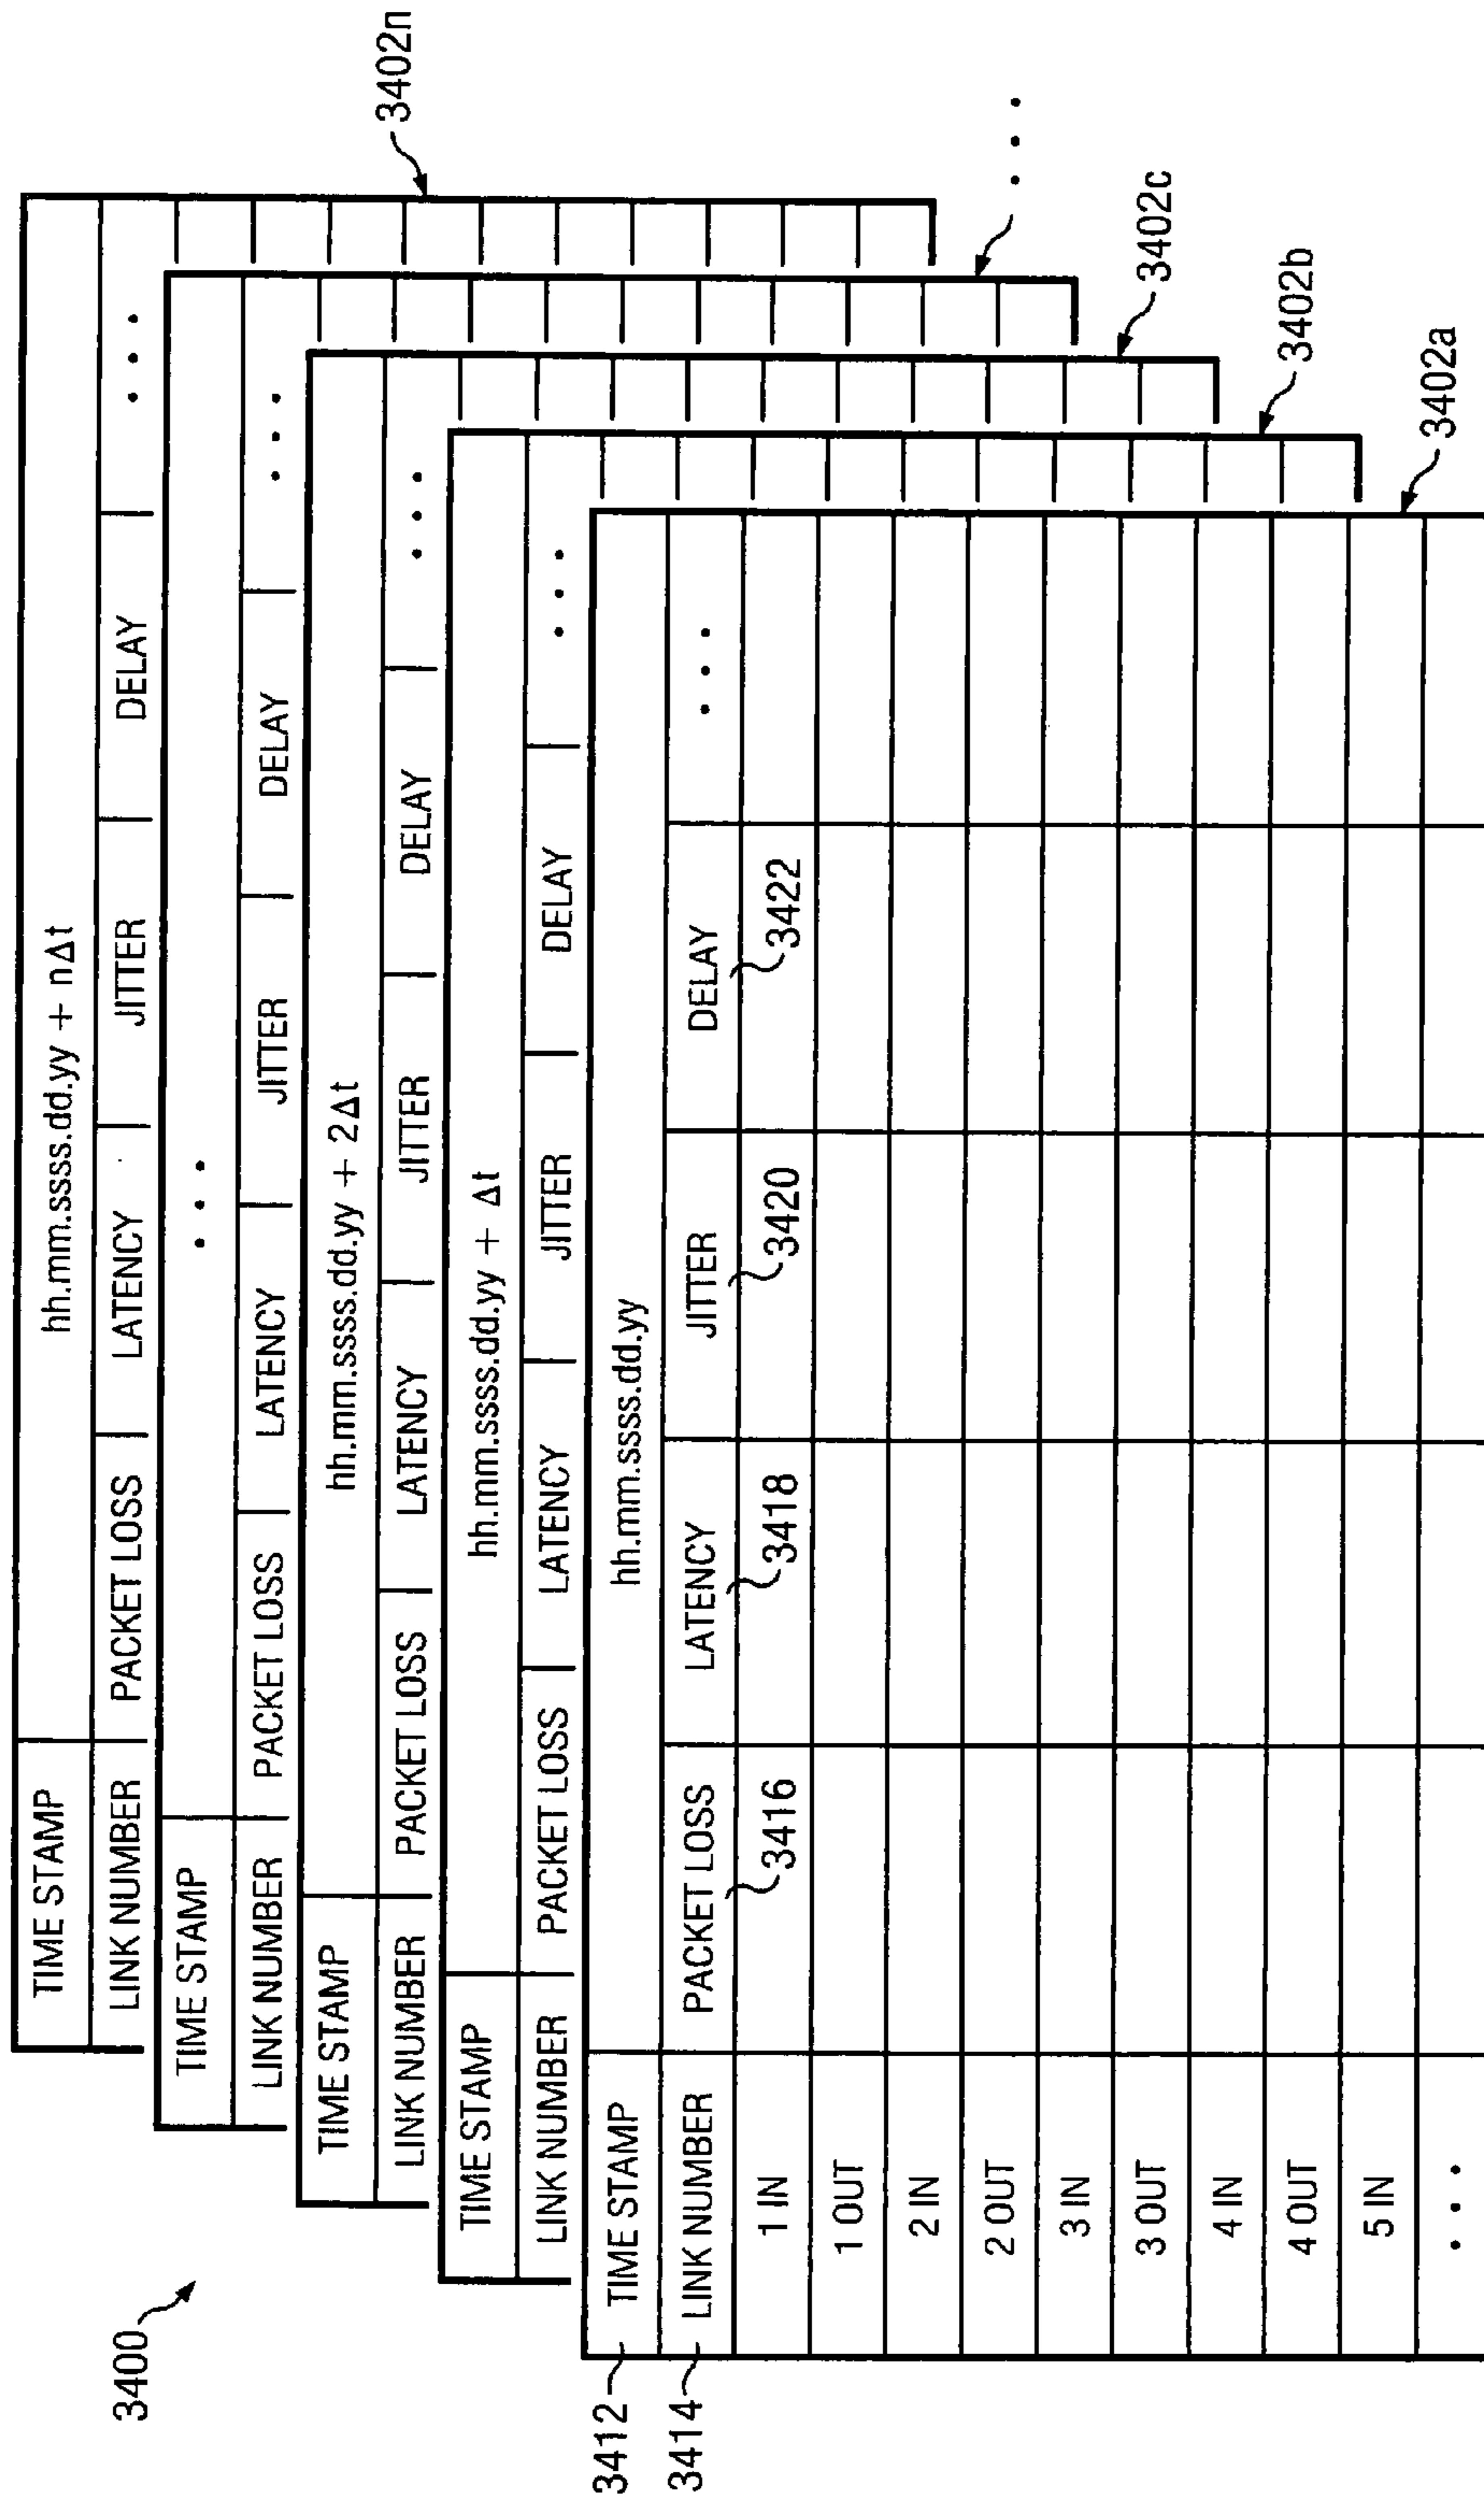 3400
3402n
TIME STAMP hh.mm.ssss.dd.yy + nΔt
LINK NUMBER PACKET LOSS LATENCY JITTER DELAY • • •
TIME STAMP • • •
LINK NUMBER PACKET LOSS LATENCY JITTER DELAY • • •
• • •
TIME STAMP hh.mm.ssss.dd.yy + 2Δt
LINK NUMBER PACKET LOSS LATENCY JITTER DELAY • • •
3402c
TIME STAMP hh.mm.ssss.dd.yy + Δt
LINK NUMBER PACKET LOSS LATENCY JITTER DELAY • • •
3402b
3412 TIME STAMP hh.mm.ssss.dd.yy
3414 LINK NUMBER PACKET LOSS LATENCY JITTER DELAY • • •
1 IN 3416 3418 3420 3422
1 OUT
2 IN
2 OUT
3 IN
3 OUT
4 IN
4 OUT
5 IN
3402a
• • •